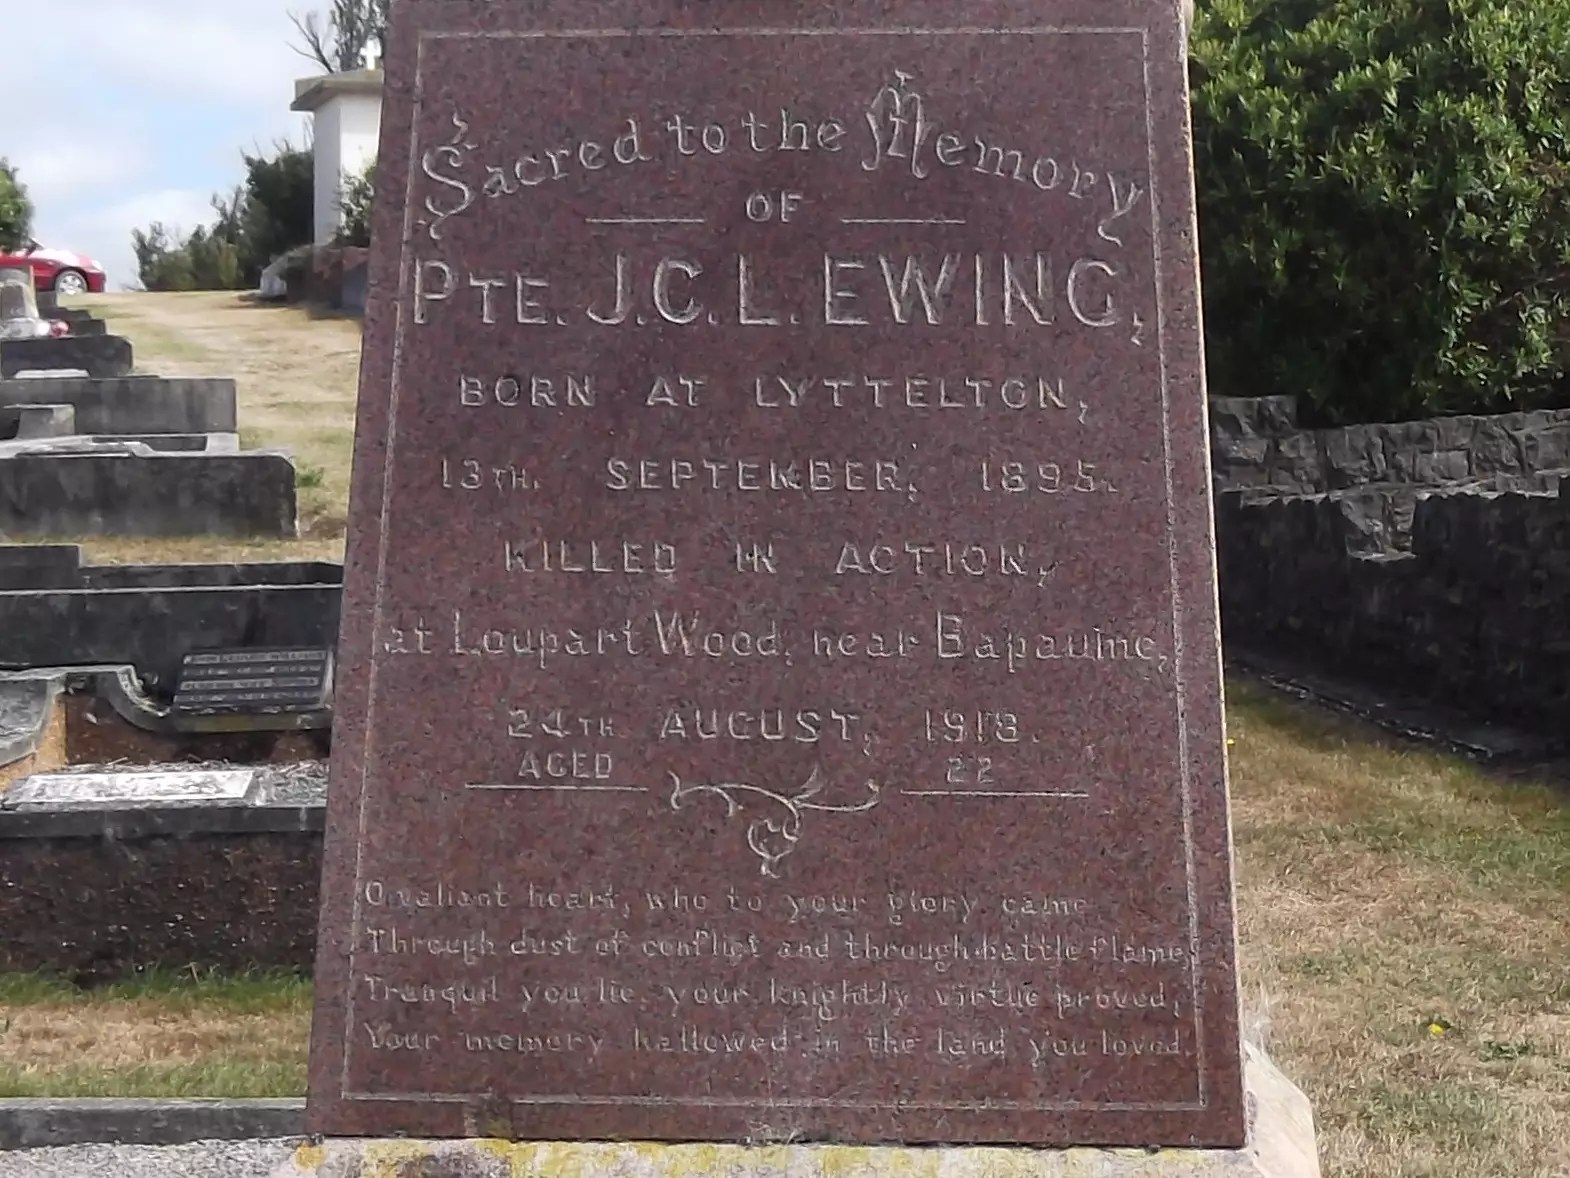 Sacred to the Memory
OF
PTE. J.C.L. EWING,
BORN AT LYTTELTON,
13TH. SEPTEMBER, 1895.
KILLED IN ACTION,
at Loupart Wood, near Bapaume,
24TH AUGUST, 1918.
AGED 22
O valiant heart, who to your glory came
Through dust of conflict and through battle flame;
Tranquil you lie, your knightly virtue proved,
Your memory hallowed in the land you loved.